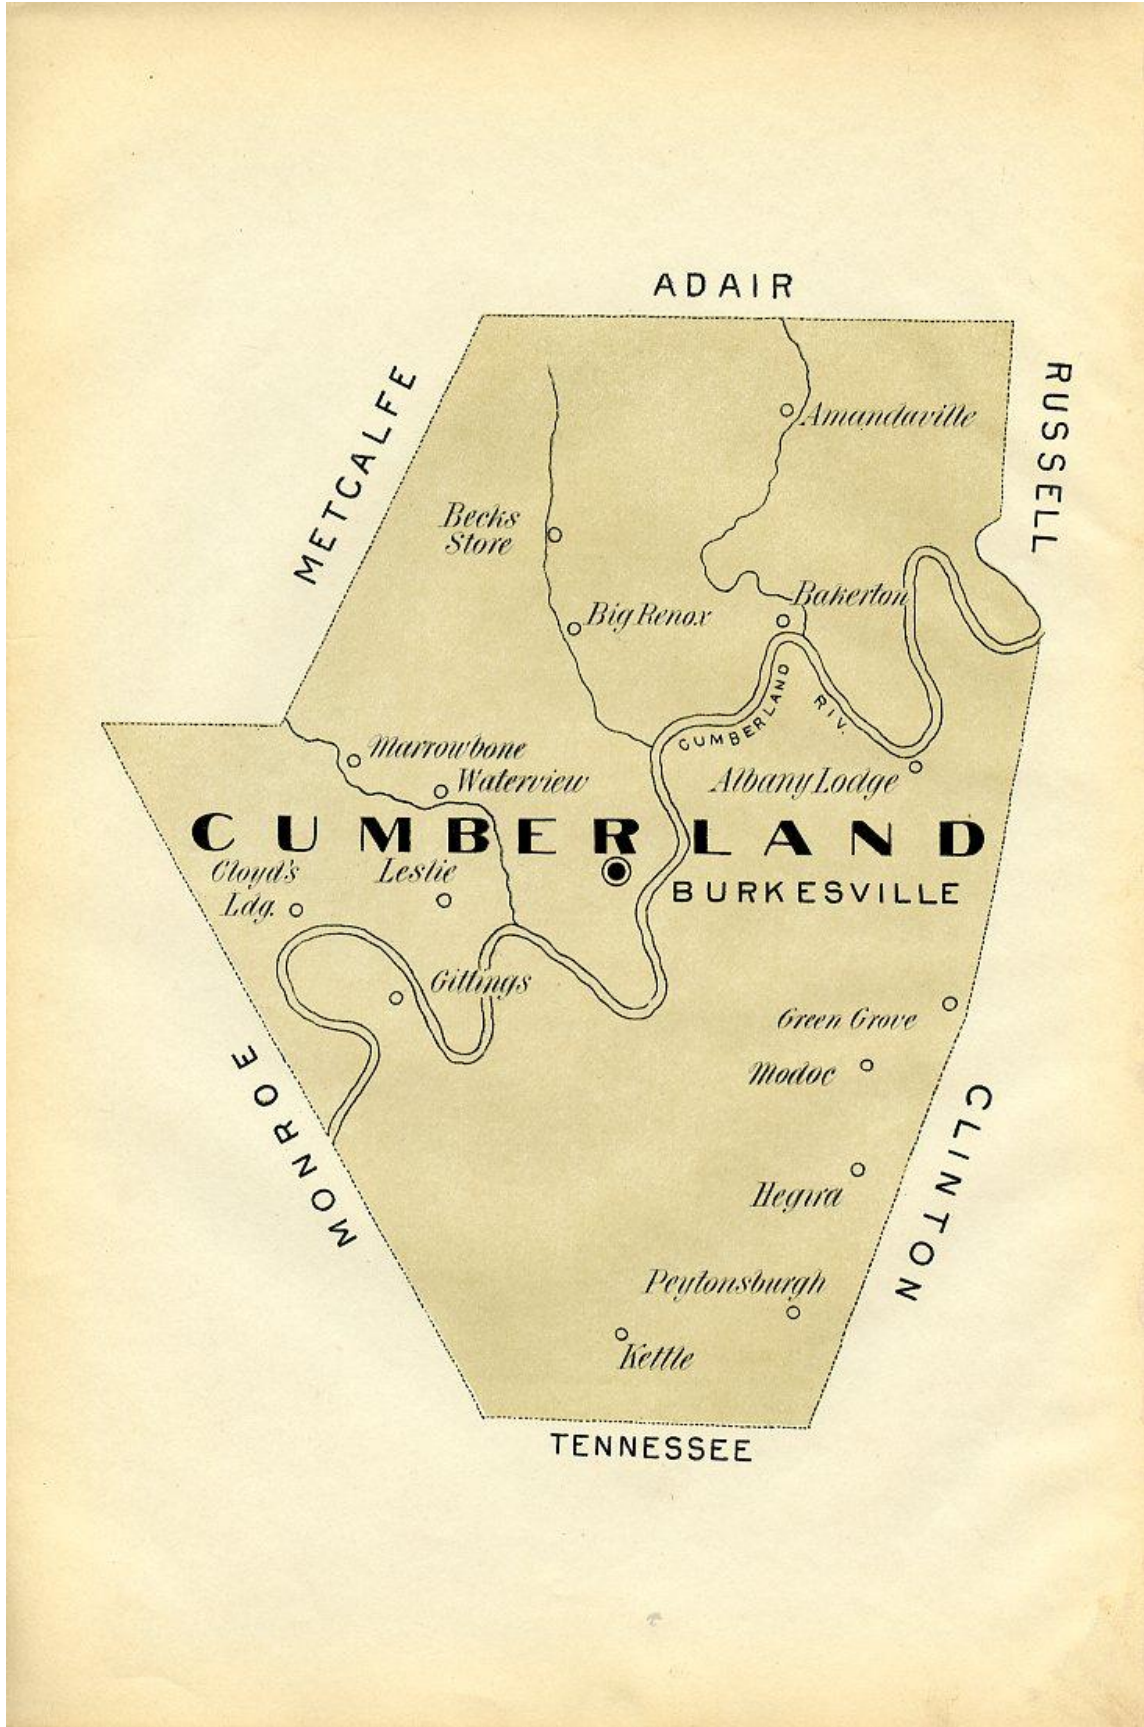 ADAIR
METCALFE
RUSSELL
Amandaville
Becks
Store
Bakerton
Big Renox
CUMBERLAND
RIV.
Marrowbone
Waterview
Albany Lodge
CUMBERLAND
Cloyd's
Ldg.
Leslie
BURKESVILLE
Gittings
Green Grove
Modoc
MONROE
CLINTON
Hegira
Peytonsburgh
Kettle
TENNESSEE